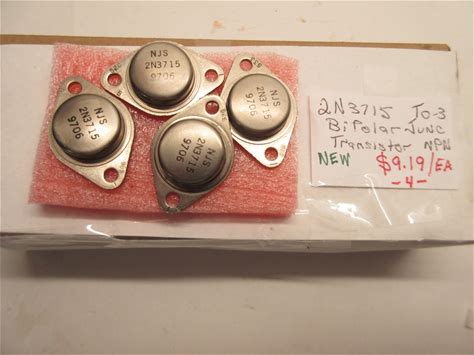 NJS
2N3715
9706
NJS
2N3715
9706
NJS
2N3715
9706
NJS
2N3715
9706
2N3715 TO-3
Bipolar Junc
Transistor NPN
NEW $9.19/EA
-4-